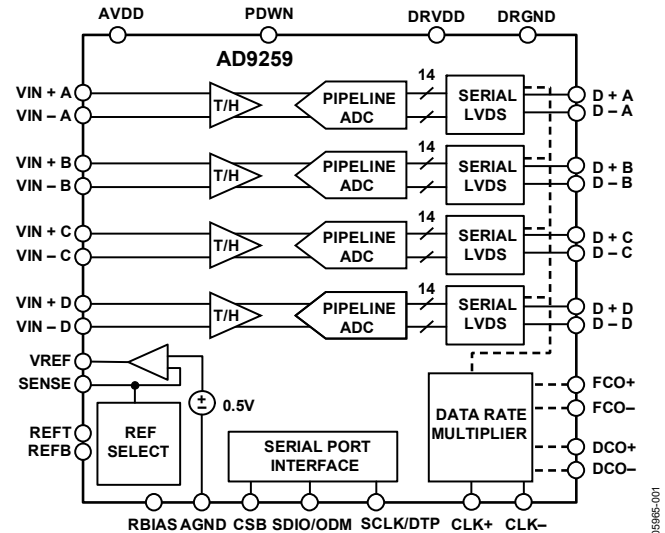 AVDD PDWN DRVDD DRGND
AD9259
VIN + A
VIN – A
T/H
PIPELINE
ADC
14
SERIAL
LVDS
D + A
D – A
VIN + B
VIN – B
T/H
PIPELINE
ADC
14
SERIAL
LVDS
D + B
D – B
VIN + C
VIN – C
T/H
PIPELINE
ADC
14
SERIAL
LVDS
D + C
D – C
VIN + D
VIN – D
T/H
PIPELINE
ADC
14
SERIAL
LVDS
D + D
D – D
VREF
SENSE
+
–
0.5V
REFT
REFB
REF
SELECT
SERIAL PORT
INTERFACE
DATA RATE
MULTIPLIER
FCO+
FCO–
DCO+
DCO–
RBIAS AGND CSB SDIO/ODM SCLK/DTP CLK+ CLK–
05965-001